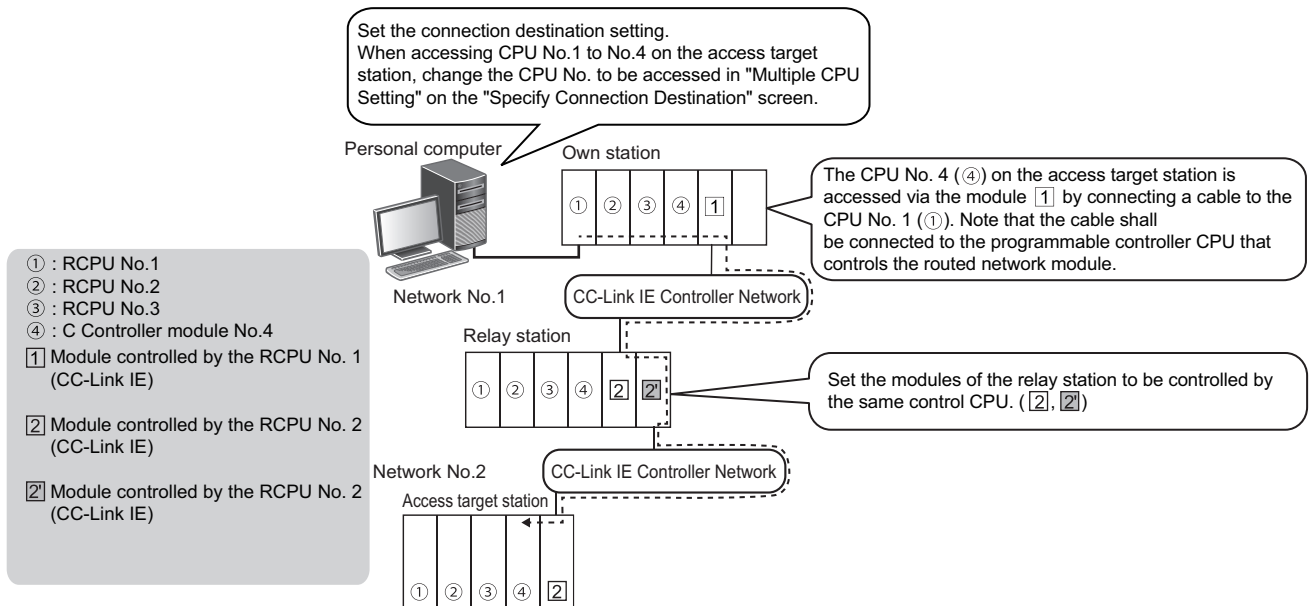 Set the connection destination setting.
When accessing CPU No.1 to No.4 on the access target
station, change the CPU No. to be accessed in "Multiple CPU
Setting" on the "Specify Connection Destination" screen.
Personal computer
Own station
① ② ③ ④ 1
The CPU No. 4 (④) on the access target station is
accessed via the module 1 by connecting a cable to the
CPU No. 1 (①). Note that the cable shall
be connected to the programmable controller CPU that
controls the routed network module.
① : RCPU No.1
② : RCPU No.2
③ : RCPU No.3
④ : C Controller module No.4
1 Module controlled by the RCPU No. 1
(CC-Link IE)
2 Module controlled by the RCPU No. 2
(CC-Link IE)
2' Module controlled by the RCPU No. 2
(CC-Link IE)
Network No.1
CC-Link IE Controller Network
Relay station
① ② ③ ④ 2 2'
Set the modules of the relay station to be controlled by
the same control CPU. ( 2, 2')
Network No.2
CC-Link IE Controller Network
Access target station
① ② ③ ④ 2